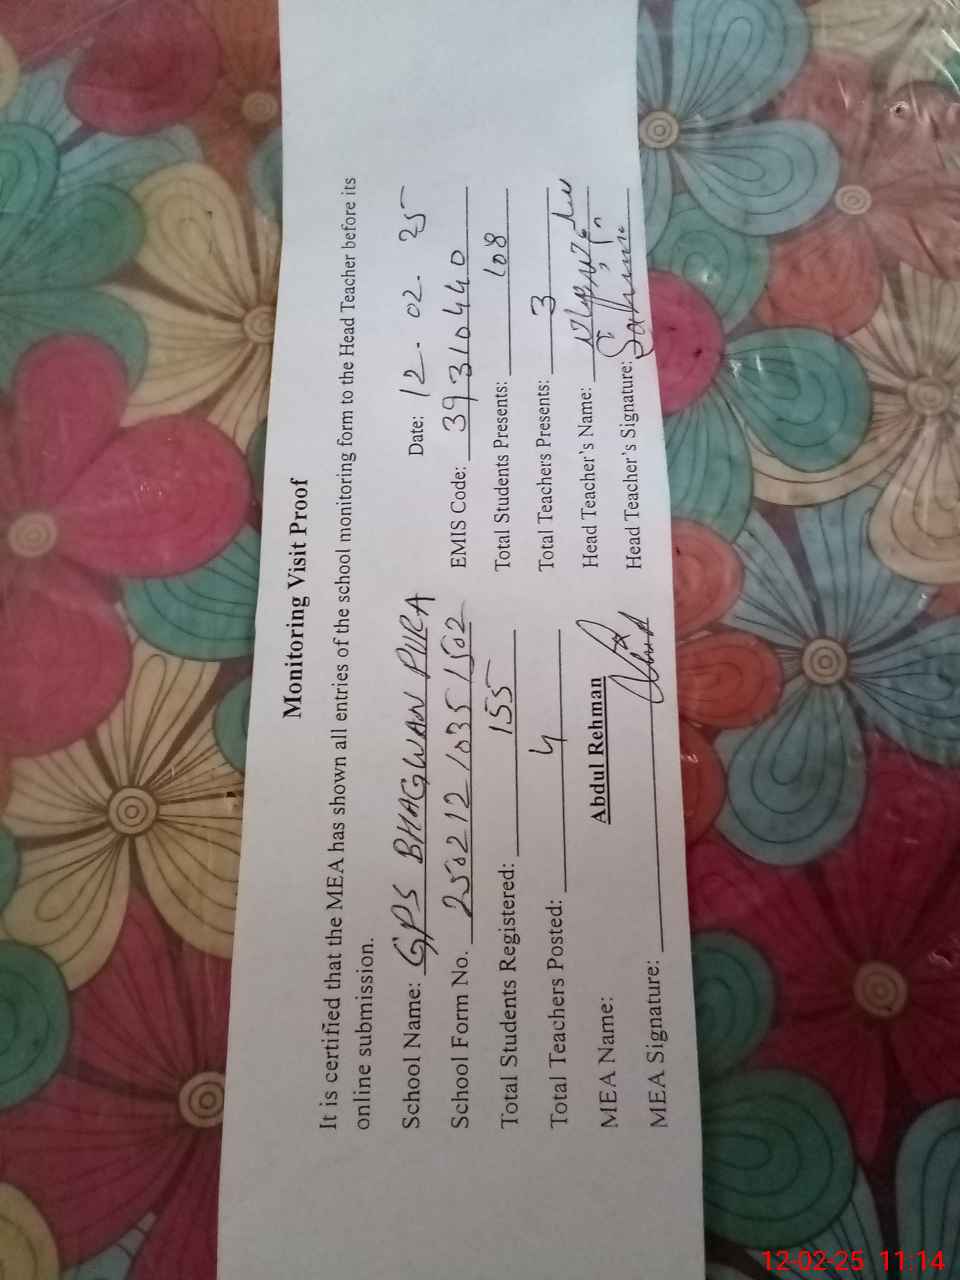 Monitoring Visit Proof
It is certified that the MEA has shown all entries of the school monitoring form to the Head Teacher before its
online submission.
School Name: GPS BHAGWAN PURA Date: 12-02-25
School Form No. 25021210351502 EMIS Code: 39310440
Total Students Registered: 155 Total Students Presents: 108
Total Teachers Posted: 4 Total Teachers Presents: 3
MEA Name: Abdul Rehman Head Teacher's Name:
MEA Signature: Head Teacher's Signature:
12-02-25 11:14